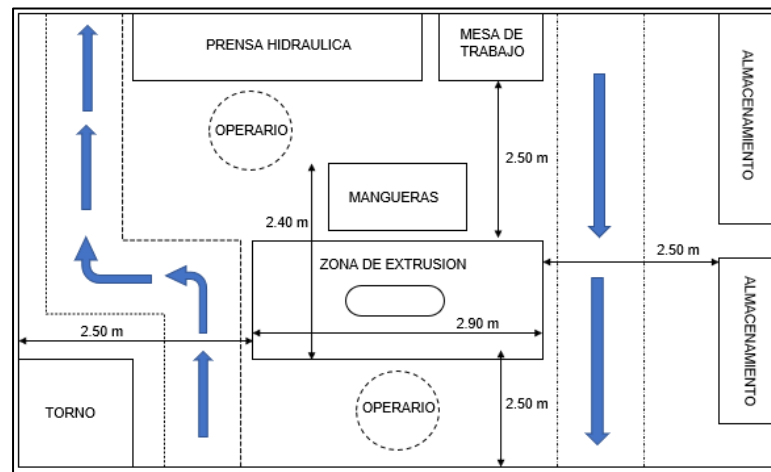 PRENSA HIDRAULICA
MESA DE
TRABAJO
ALMACENAMIENTO
OPERARIO
2.50 m
MANGUERAS
2.40 m
ZONA DE EXTRUSION
2.50 m
ALMACENAMIENTO
2.50 m
2.90 m
TORNO
OPERARIO
2.50 m